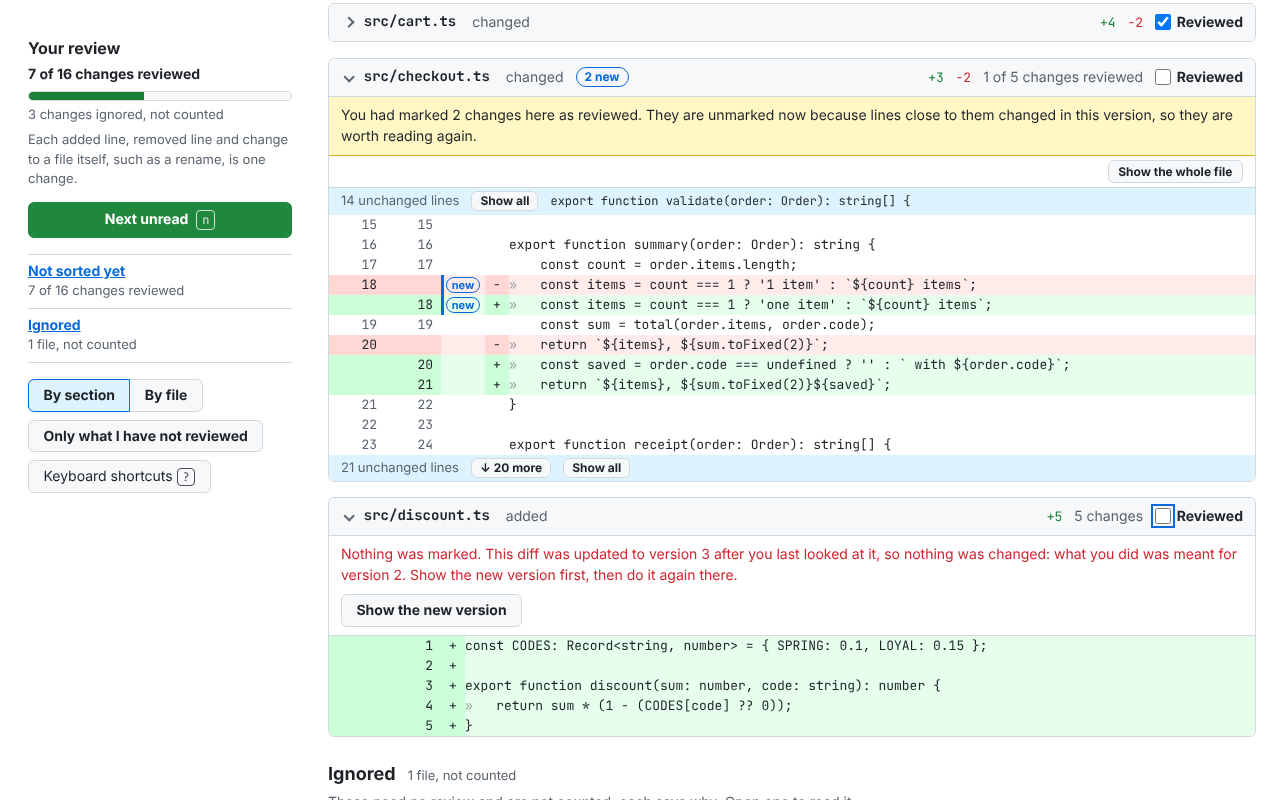 Your review
7 of 16 changes reviewed
3 changes ignored, not counted
Each added line, removed line and change
to a file itself, such as a rename, is one
change.
Next unread n
Not sorted yet
7 of 16 changes reviewed
Ignored
1 file, not counted
By section By file
Only what I have not reviewed
Keyboard shortcuts ?
src/cart.ts changed +4 -2 Reviewed
src/checkout.ts changed 2 new +3 -2 1 of 5 changes reviewed Reviewed
You had marked 2 changes here as reviewed. They are unmarked now because lines close to them changed in this version, so they are
worth reading again.
Show the whole file
14 unchanged lines Show all export function validate(order: Order): string[] {
15 15
16 16 export function summary(order: Order): string {
17 17 const count = order.items.length;
18 new - » const items = count === 1 ? '1 item' : `${count} items`;
18 new + » const items = count === 1 ? 'one item' : `${count} items`;
19 19 const sum = total(order.items, order.code);
20 - » return `${items}, ${sum.toFixed(2)}`;
20 + » const saved = order.code === undefined ? '' : ` with ${order.code}`;
21 + » return `${items}, ${sum.toFixed(2)}${saved}`;
21 22 }
22 23
23 24 export function receipt(order: Order): string[] {
21 unchanged lines ↓ 20 more Show all
src/discount.ts added +5 5 changes Reviewed
Nothing was marked. This diff was updated to version 3 after you last looked at it, so nothing was changed: what you did was meant for
version 2. Show the new version first, then do it again there.
Show the new version
1 + const CODES: Record<string, number> = { SPRING: 0.1, LOYAL: 0.15 };
2 +
3 + export function discount(sum: number, code: string): number {
4 + » return sum * (1 - (CODES[code] ?? 0));
5 + }
Ignored 1 file, not counted